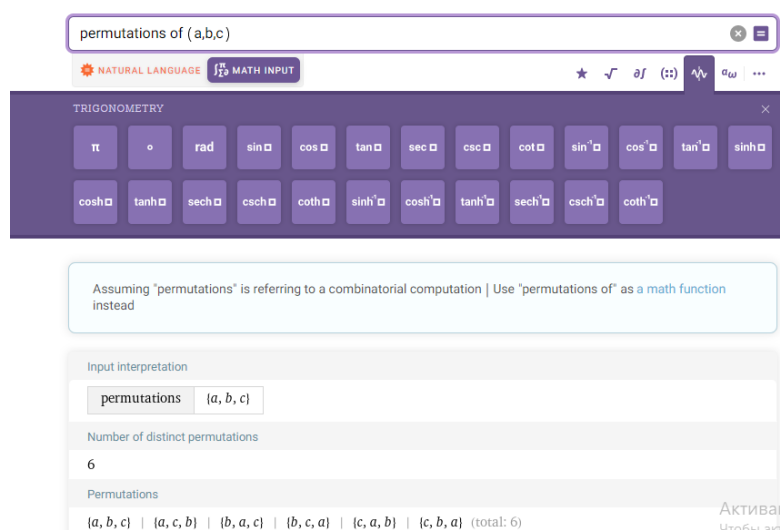 permutations of (a,b,c)
NATURAL LANGUAGE ∫Σ∂ MATH INPUT
√ ∂∫ (::) αω ...
TRIGONOMETRY ×
π ° rad sin cos tan sec csc cot sin⁻¹ cos⁻¹ tan⁻¹ sinh
cosh tanh sech csch coth sinh⁻¹ cosh⁻¹ tanh⁻¹ sech⁻¹ csch⁻¹ coth⁻¹
Assuming "permutations" is referring to a combinatorial computation | Use "permutations of" as a math function
instead
Input interpretation
permutations {a, b, c}
Number of distinct permutations
6
Permutations
{a, b, c} | {a, c, b} | {b, a, c} | {b, c, a} | {c, a, b} | {c, b, a} (total: 6)